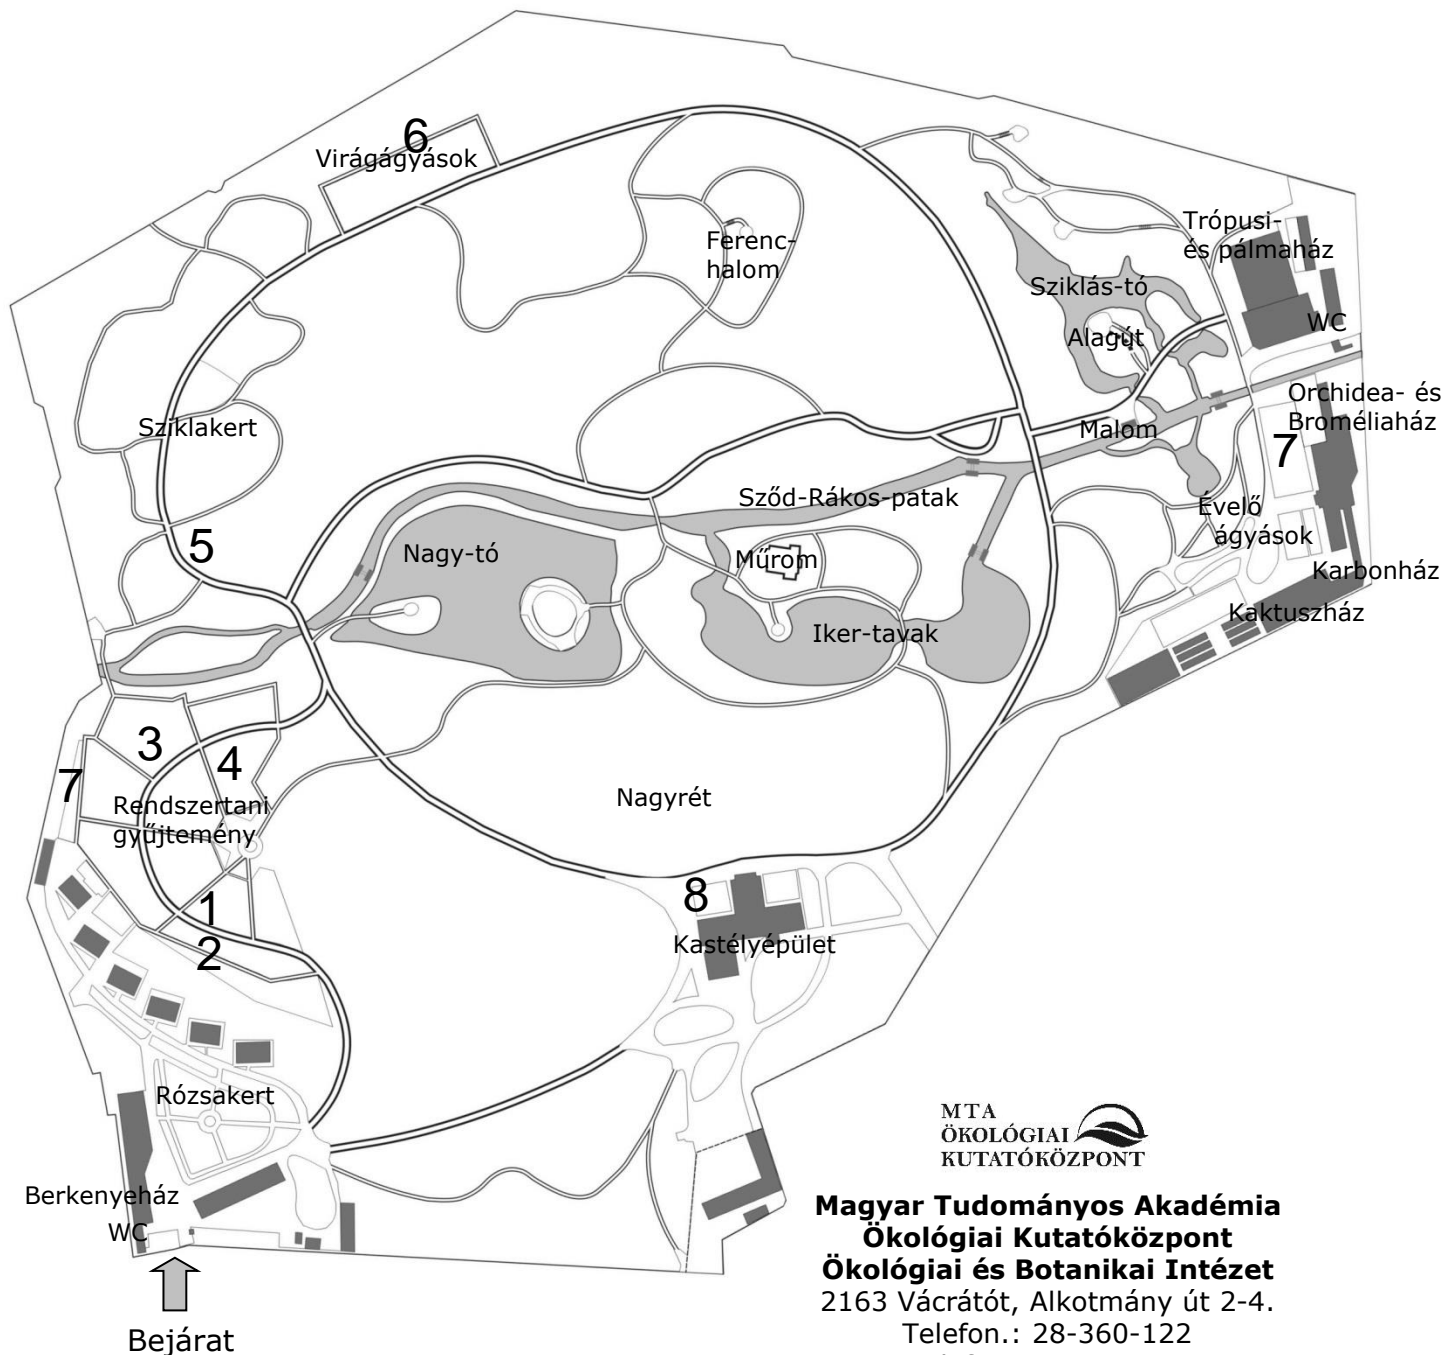 6
Virágágyások
Ferenc-
halom
Trópusi-
és pálmaház
Sziklás-tó
Alagút
WC
Orchidea- és
Broméliaház
Malom
7
Sziklakert
Sződ-Rákos-patak
Évelő
ágyások
5
Nagy-tó
Műrom
Karbonház
Kaktuszház
Iker-tavak
3
4
7
Rendszertani
gyűjtemény
Nagyrét
1
2
8
Kastélyépület
Rózsakert
Berkenyeház
WC
Bejárat
MTA
ÖKOLÓGIAI
KUTATÓKÖZPONT
Magyar Tudományos Akadémia
Ökológiai Kutatóközpont
Ökológiai és Botanikai Intézet
2163 Vácrátót, Alkotmány út 2-4.
Telefon.: 28-360-122